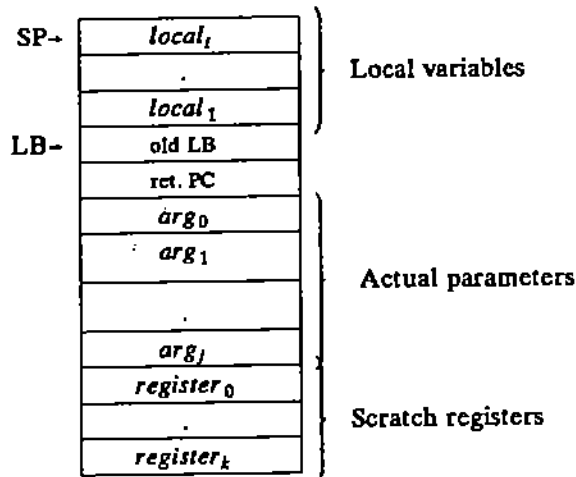 SP→ local_l
.
local_1
Local variables
LB→ old LB
ret. PC
arg_0
arg_1
.
arg_j
Actual parameters
register_0
.
register_k
Scratch registers